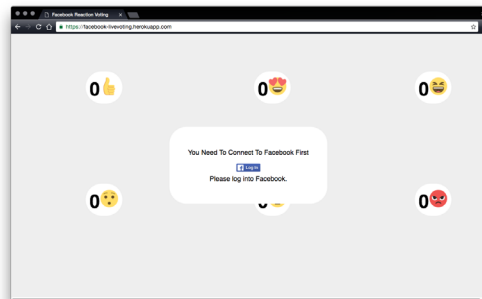 Facebook Reaction Voting
https://facebook-livevoting.herokuapp.com
0
0
0
You Need To Connect To Facebook First
Log In
Please log into Facebook.
0
0
0